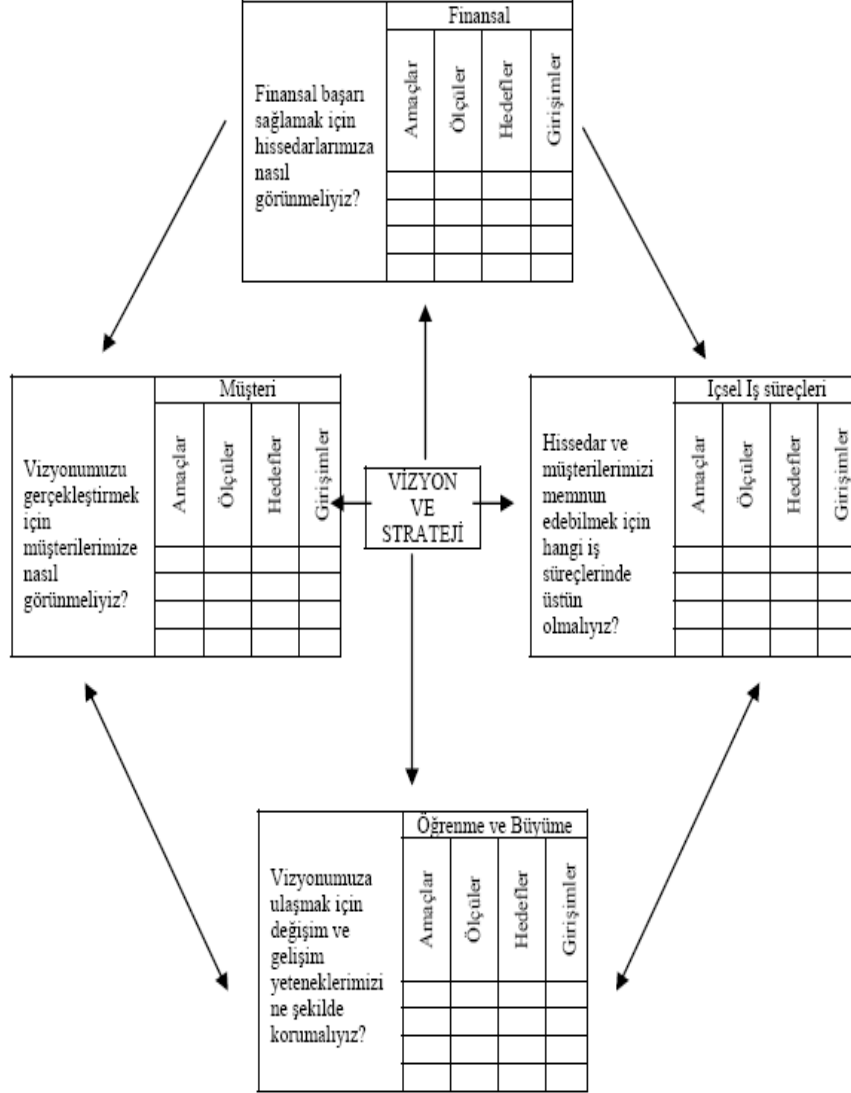 Finansal
Finansal başarı
sağlamak için
hissedarlarımıza
nasıl
görünmeliyiz?
Amaçlar
Ölçüler
Hedefler
Girişimler
Müşteri
Vizyonumuzu
gerçekleştirmek
için
müşterilerimize
nasıl
görünmeliyiz?
Amaçlar
Ölçüler
Hedefler
Girişimler
VİZYON
VE
STRATEJİ
Içsel Iş süreçleri
Hissedar ve
müşterilerimizi
memnun
edebilmek için
hangi iş
süreçlerinde
üstün
olmalıyız?
Amaçlar
Ölçüler
Hedefler
Girişimler
Öğrenme ve Büyüme
Vizyonumuza
ulaşmak için
değişim ve
gelişim
yeteneklerimizi
ne şekilde
korumalıyız?
Amaçlar
Ölçüler
Hedefler
Girişimler